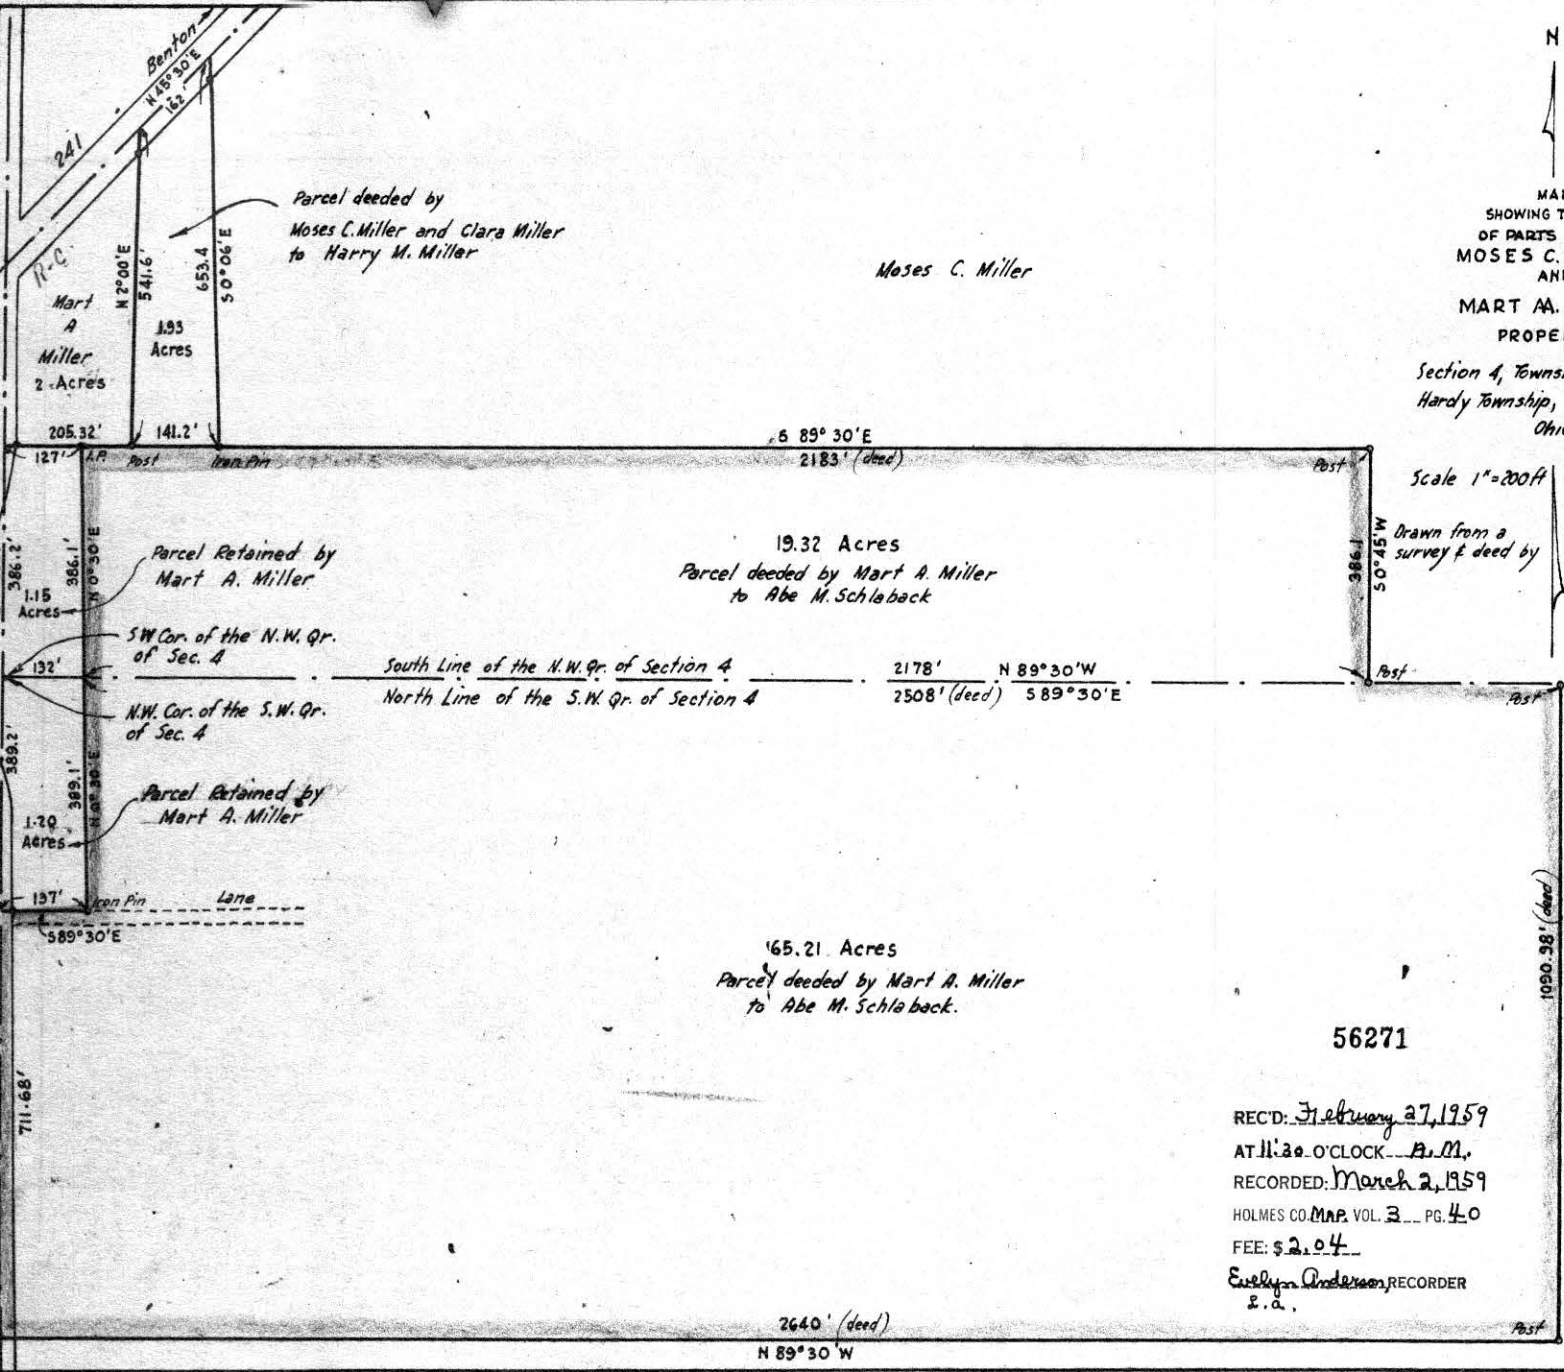 Benton
N 45°30'E
162'
241
R-C
Parcel deeded by
Moses C. Miller and Clara Miller
to Harry M. Miller
N 2°00'E
541.6'
653.4
S 0°06'E
Mart
A
Miller
2 Acres
1.93
Acres
Moses C. Miller
N
SHOWING
OF PARTS
MOSES C.
MART A.
Section 4,
Hardy Township,
Scale 1"=200ft
Drawn from a
survey & deed by
205.32'
141.2'
127'
I.P.
Post
Iron Pin
S 89°30'E
2183' (deed)
Post
386.2'
386.1'
N 0°30'E
Parcel Retained by
Mart A. Miller
1.15
Acres
19.32 Acres
Parcel deeded by Mart A. Miller
to Abe M. Schlaback
386.1
S 0°45'W
SW Cor. of the N.W. Qr.
of Sec. 4
132'
South Line of the N.W. Qr. of Section 4
2178' N 89°30'W
Post
North Line of the S.W. Qr. of Section 4
2508' (deed) S 89°30'E
Post
N.W. Cor. of the S.W. Qr.
of Sec. 4
389.2'
389.1'
N 0°30'E
Parcel Retained by
Mart A. Miller
1.20
Acres
137'
Iron Pin
Lane
S89°30'E
65.21 Acres
Parcel deeded by Mart A. Miller
to Abe M. Schlaback.
1090.98' (deed)
711.68'
56271
REC'D: February 27, 1959
AT 11:30 O'CLOCK A.M.
RECORDED: March 2, 1959
HOLMES CO. MAP. VOL. 3 PG. 40
FEE: $ 2.04
Evelyn Anderson, RECORDER
L.a.
2640' (deed)
N 89°30'W
Post